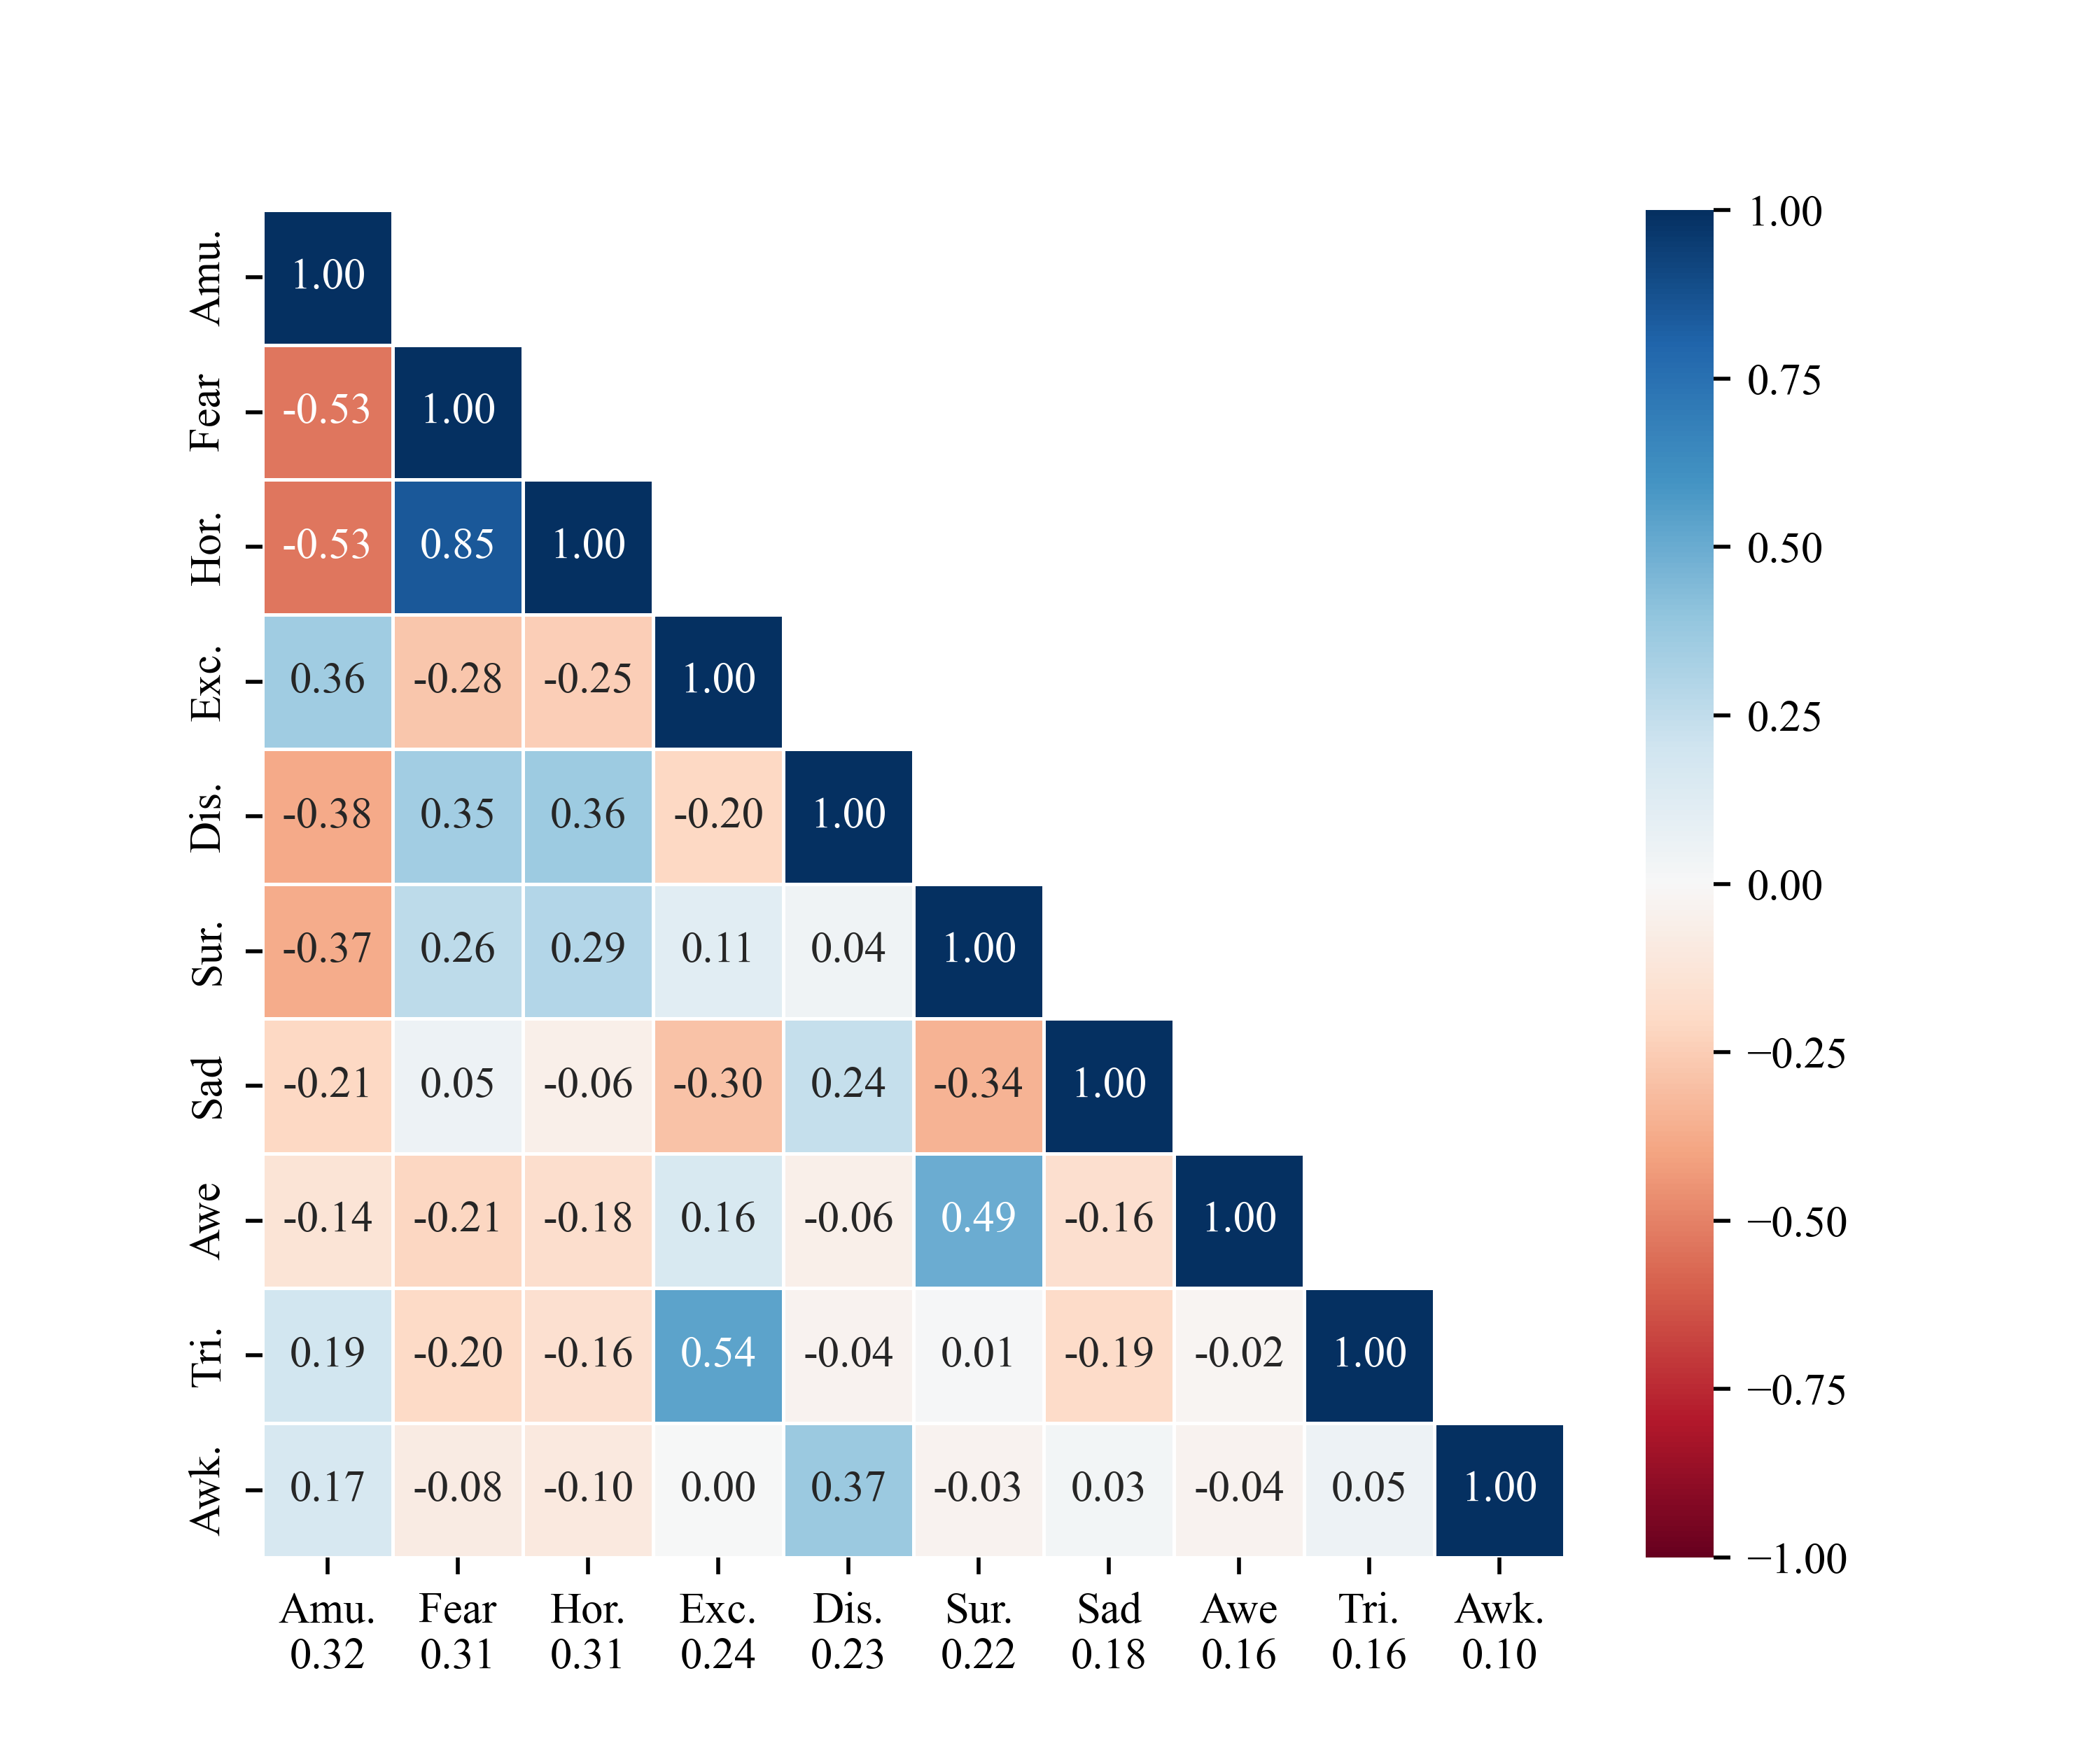 Amu. 1.00
Fear -0.53 1.00
Hor. -0.53 0.85 1.00
Exc. 0.36 -0.28 -0.25 1.00
Dis. -0.38 0.35 0.36 -0.20 1.00
Sur. -0.37 0.26 0.29 0.11 0.04 1.00
Sad -0.21 0.05 -0.06 -0.30 0.24 -0.34 1.00
Awe -0.14 -0.21 -0.18 0.16 -0.06 0.49 -0.16 1.00
Tri. 0.19 -0.20 -0.16 0.54 -0.04 0.01 -0.19 -0.02 1.00
Awk. 0.17 -0.08 -0.10 0.00 0.37 -0.03 0.03 -0.04 0.05 1.00
Amu. Fear Hor. Exc. Dis. Sur. Sad Awe Tri. Awk.
0.32 0.31 0.31 0.24 0.23 0.22 0.18 0.16 0.16 0.10
1.00
0.75
0.50
0.25
0.00
−0.25
−0.50
−0.75
−1.00